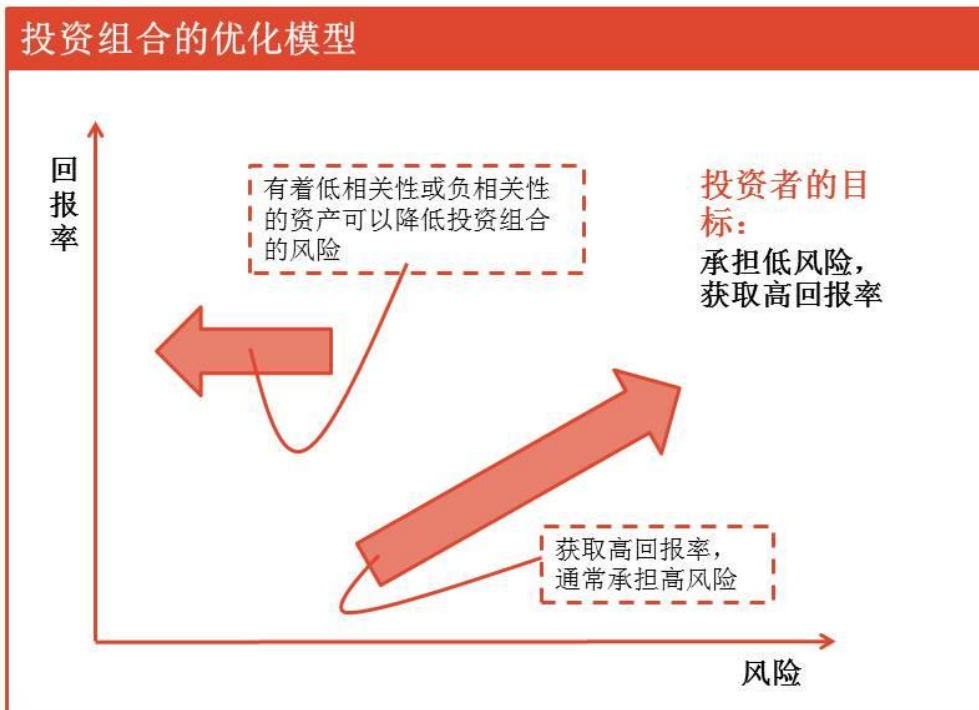 投资组合的优化模型
回
报
率
有着低相关性或负相关性
的资产可以降低投资组合
的风险
投资者的目
标：
承担低风险，
获取高回报率
获取高回报率，
通常承担高风险
风险